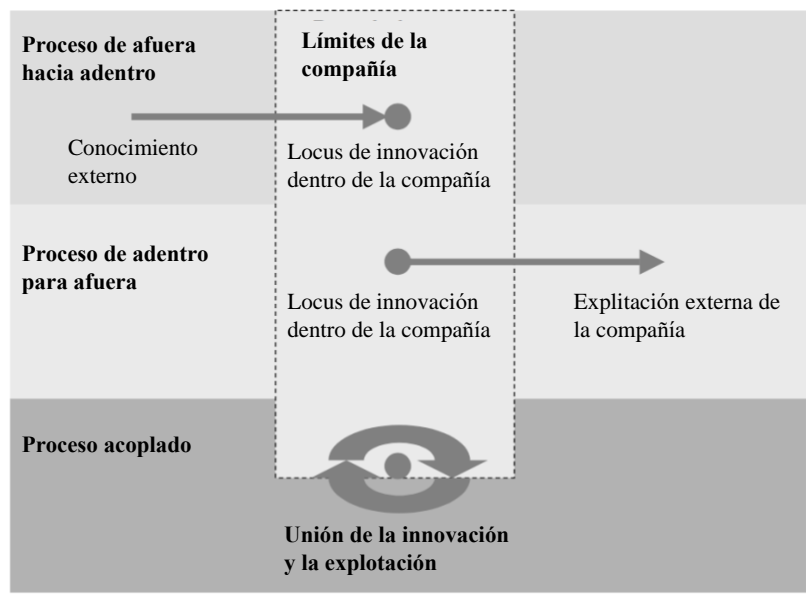 Proceso de afuera
hacia adentro
Límites de la
compañía
Conocimiento
externo
Locus de innovación
dentro de la compañía
Proceso de adentro
para afuera
Locus de innovación
dentro de la compañía
Explitación externa de
la compañía
Proceso acoplado
Unión de la innovación
y la explotación